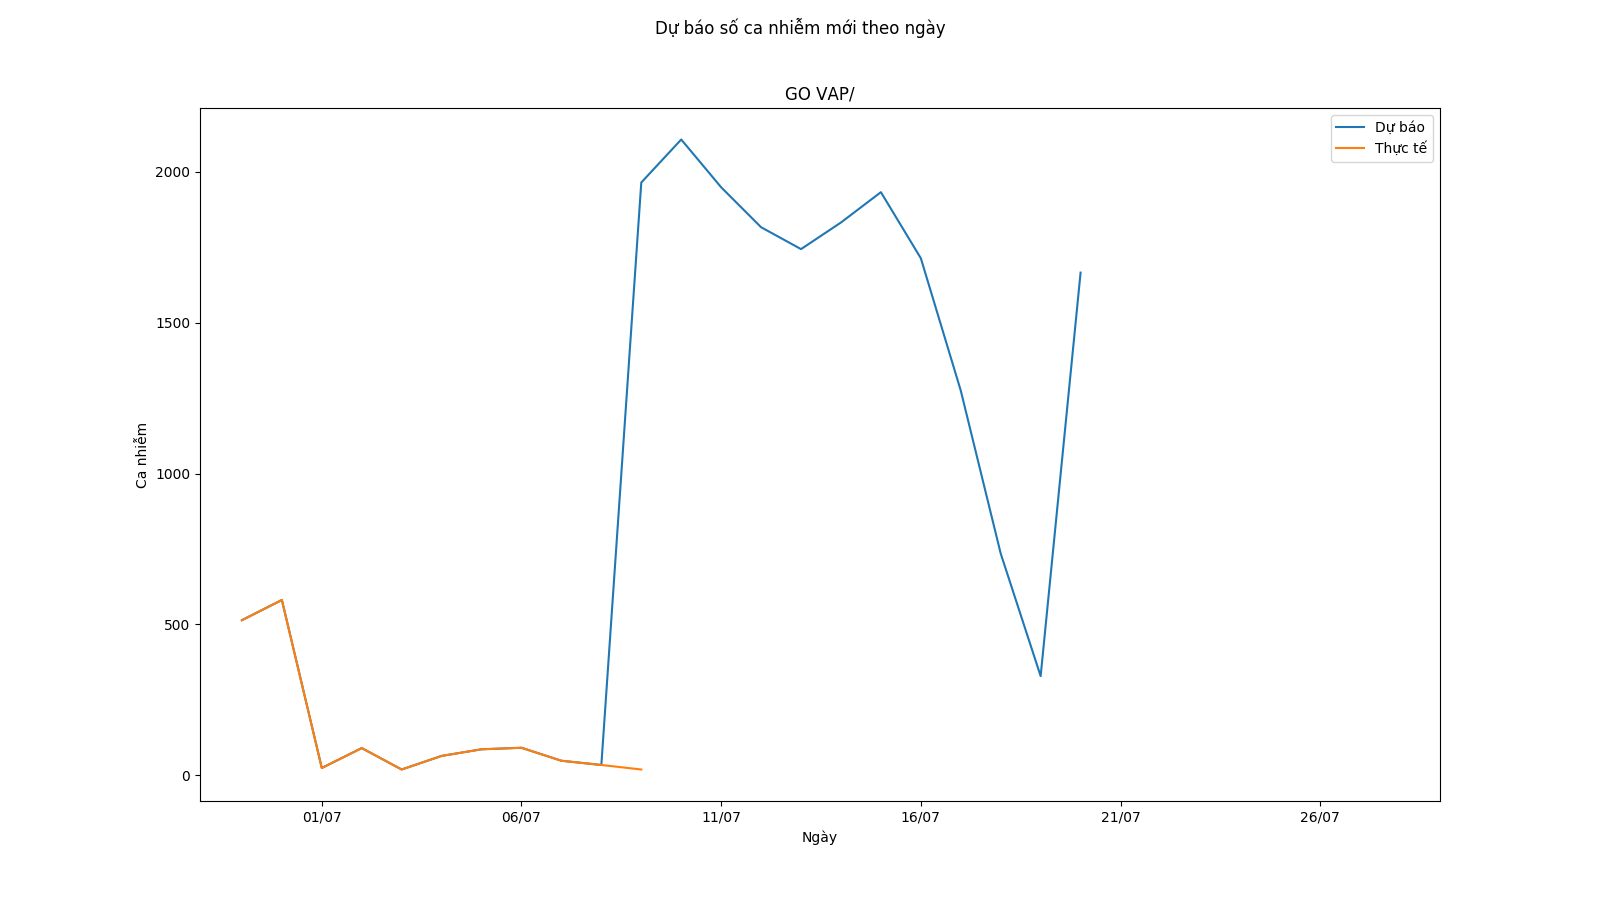 Dự báo số ca nhiễm mới theo ngày
GO VAP/
Dự báo
Thực tế
2000
1500
1000
500
0
Ca nhiễm
01/07
06/07
11/07
16/07
21/07
26/07
Ngày